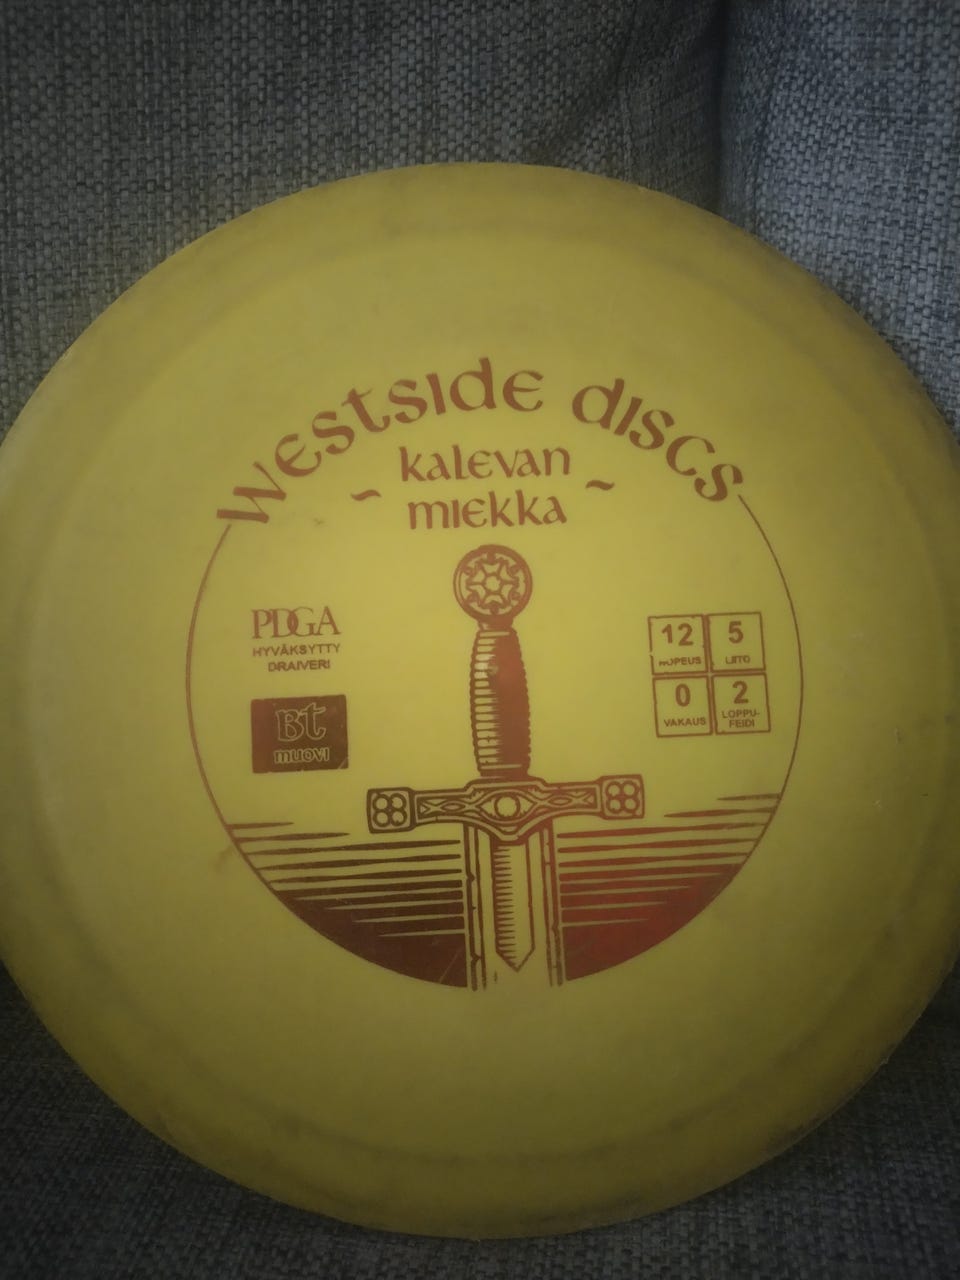 Westside discs
~ kalevan
miekka ~
PDGA
HYVÄKSYTTY
DRAIVERI
BT
muovi
12
NOPEUS
5
LIITO
0
VAKAUS
2
LOPPU-
FEIDI